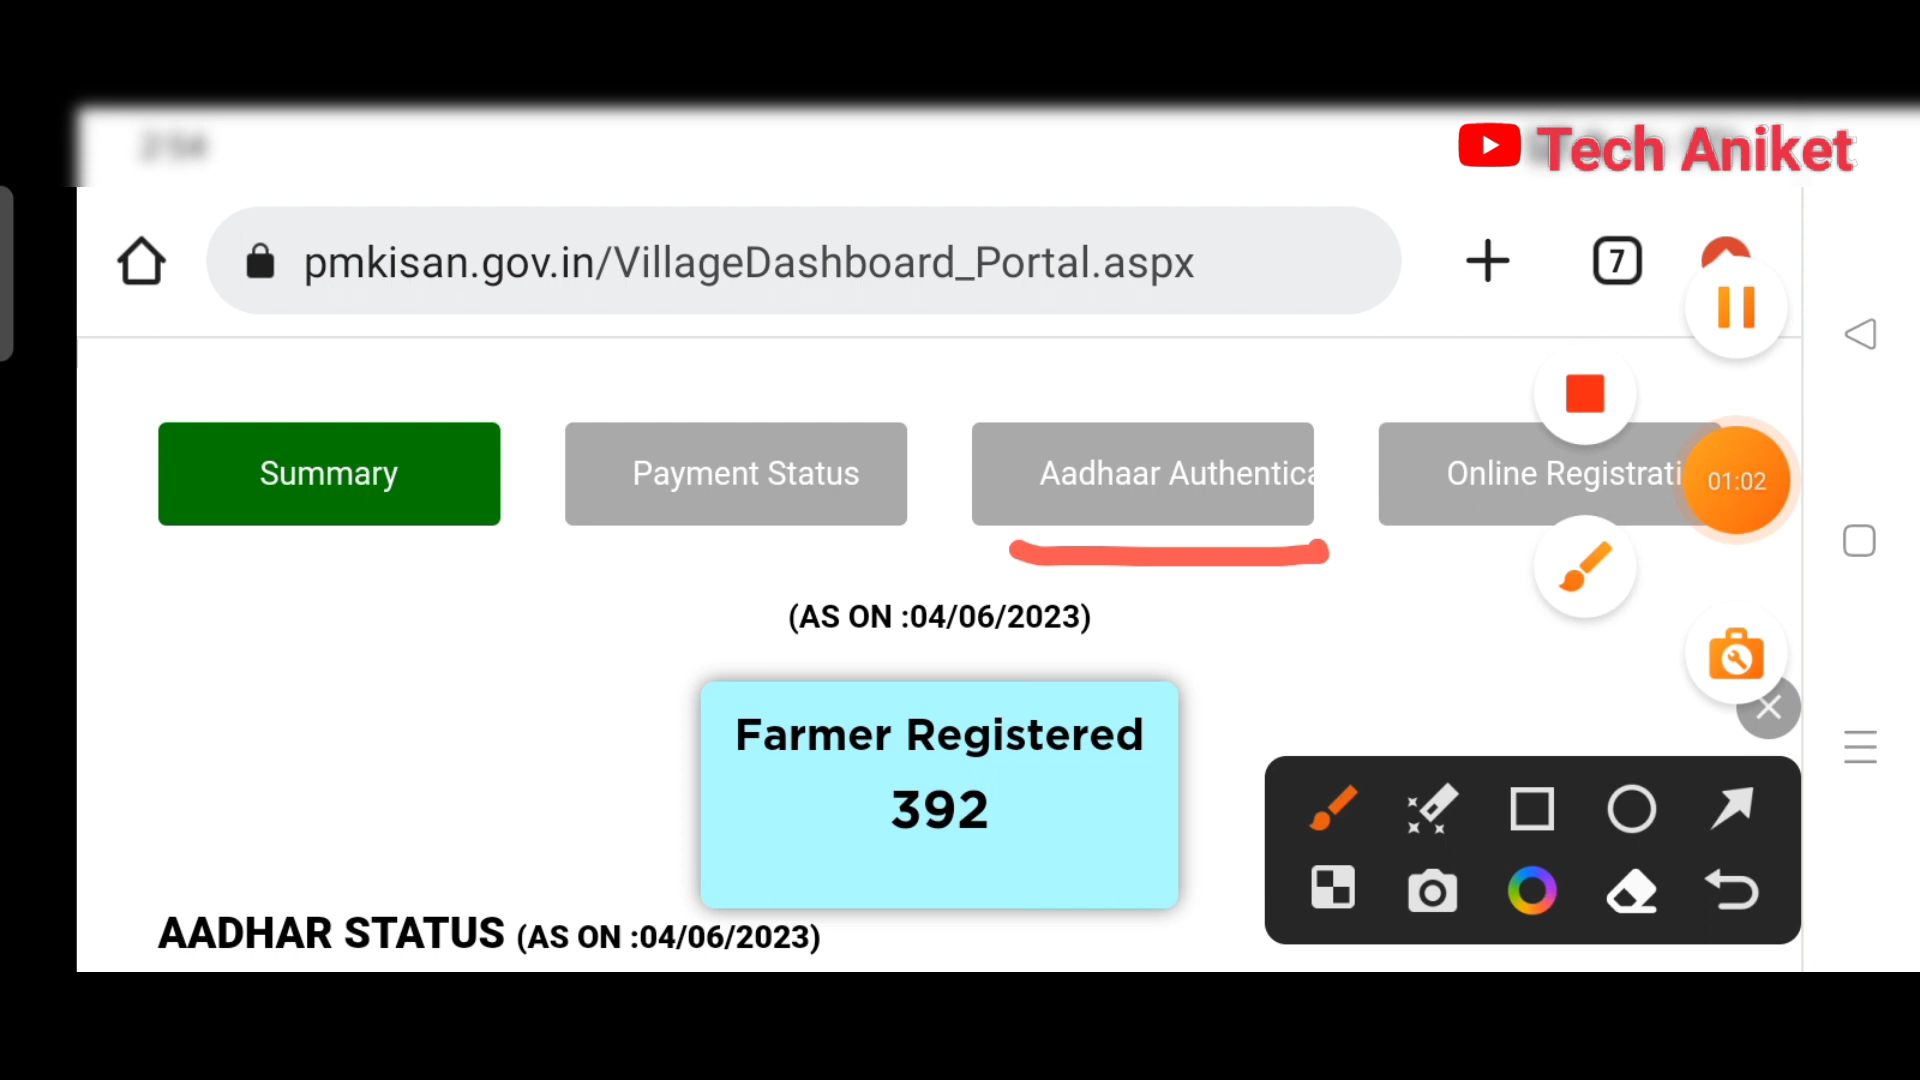 Tech Aniket
pmkisan.gov.in/VillageDashboard_Portal.aspx
7
Summary
Payment Status
Aadhaar Authentica
Online Registrati
01:02
(AS ON :04/06/2023)
Farmer Registered
392
AADHAR STATUS (AS ON :04/06/2023)